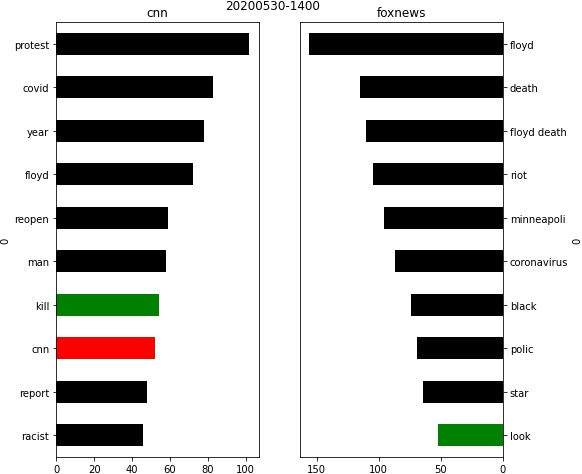 20200530-1400
cnn
protest
covid
year
floyd
reopen
man
kill
cnn
report
racist
0
0 20 40 60 80 100
foxnews
floyd
death
floyd death
riot
minneapoli
coronavirus
black
polic
star
look
0
150 100 50 0